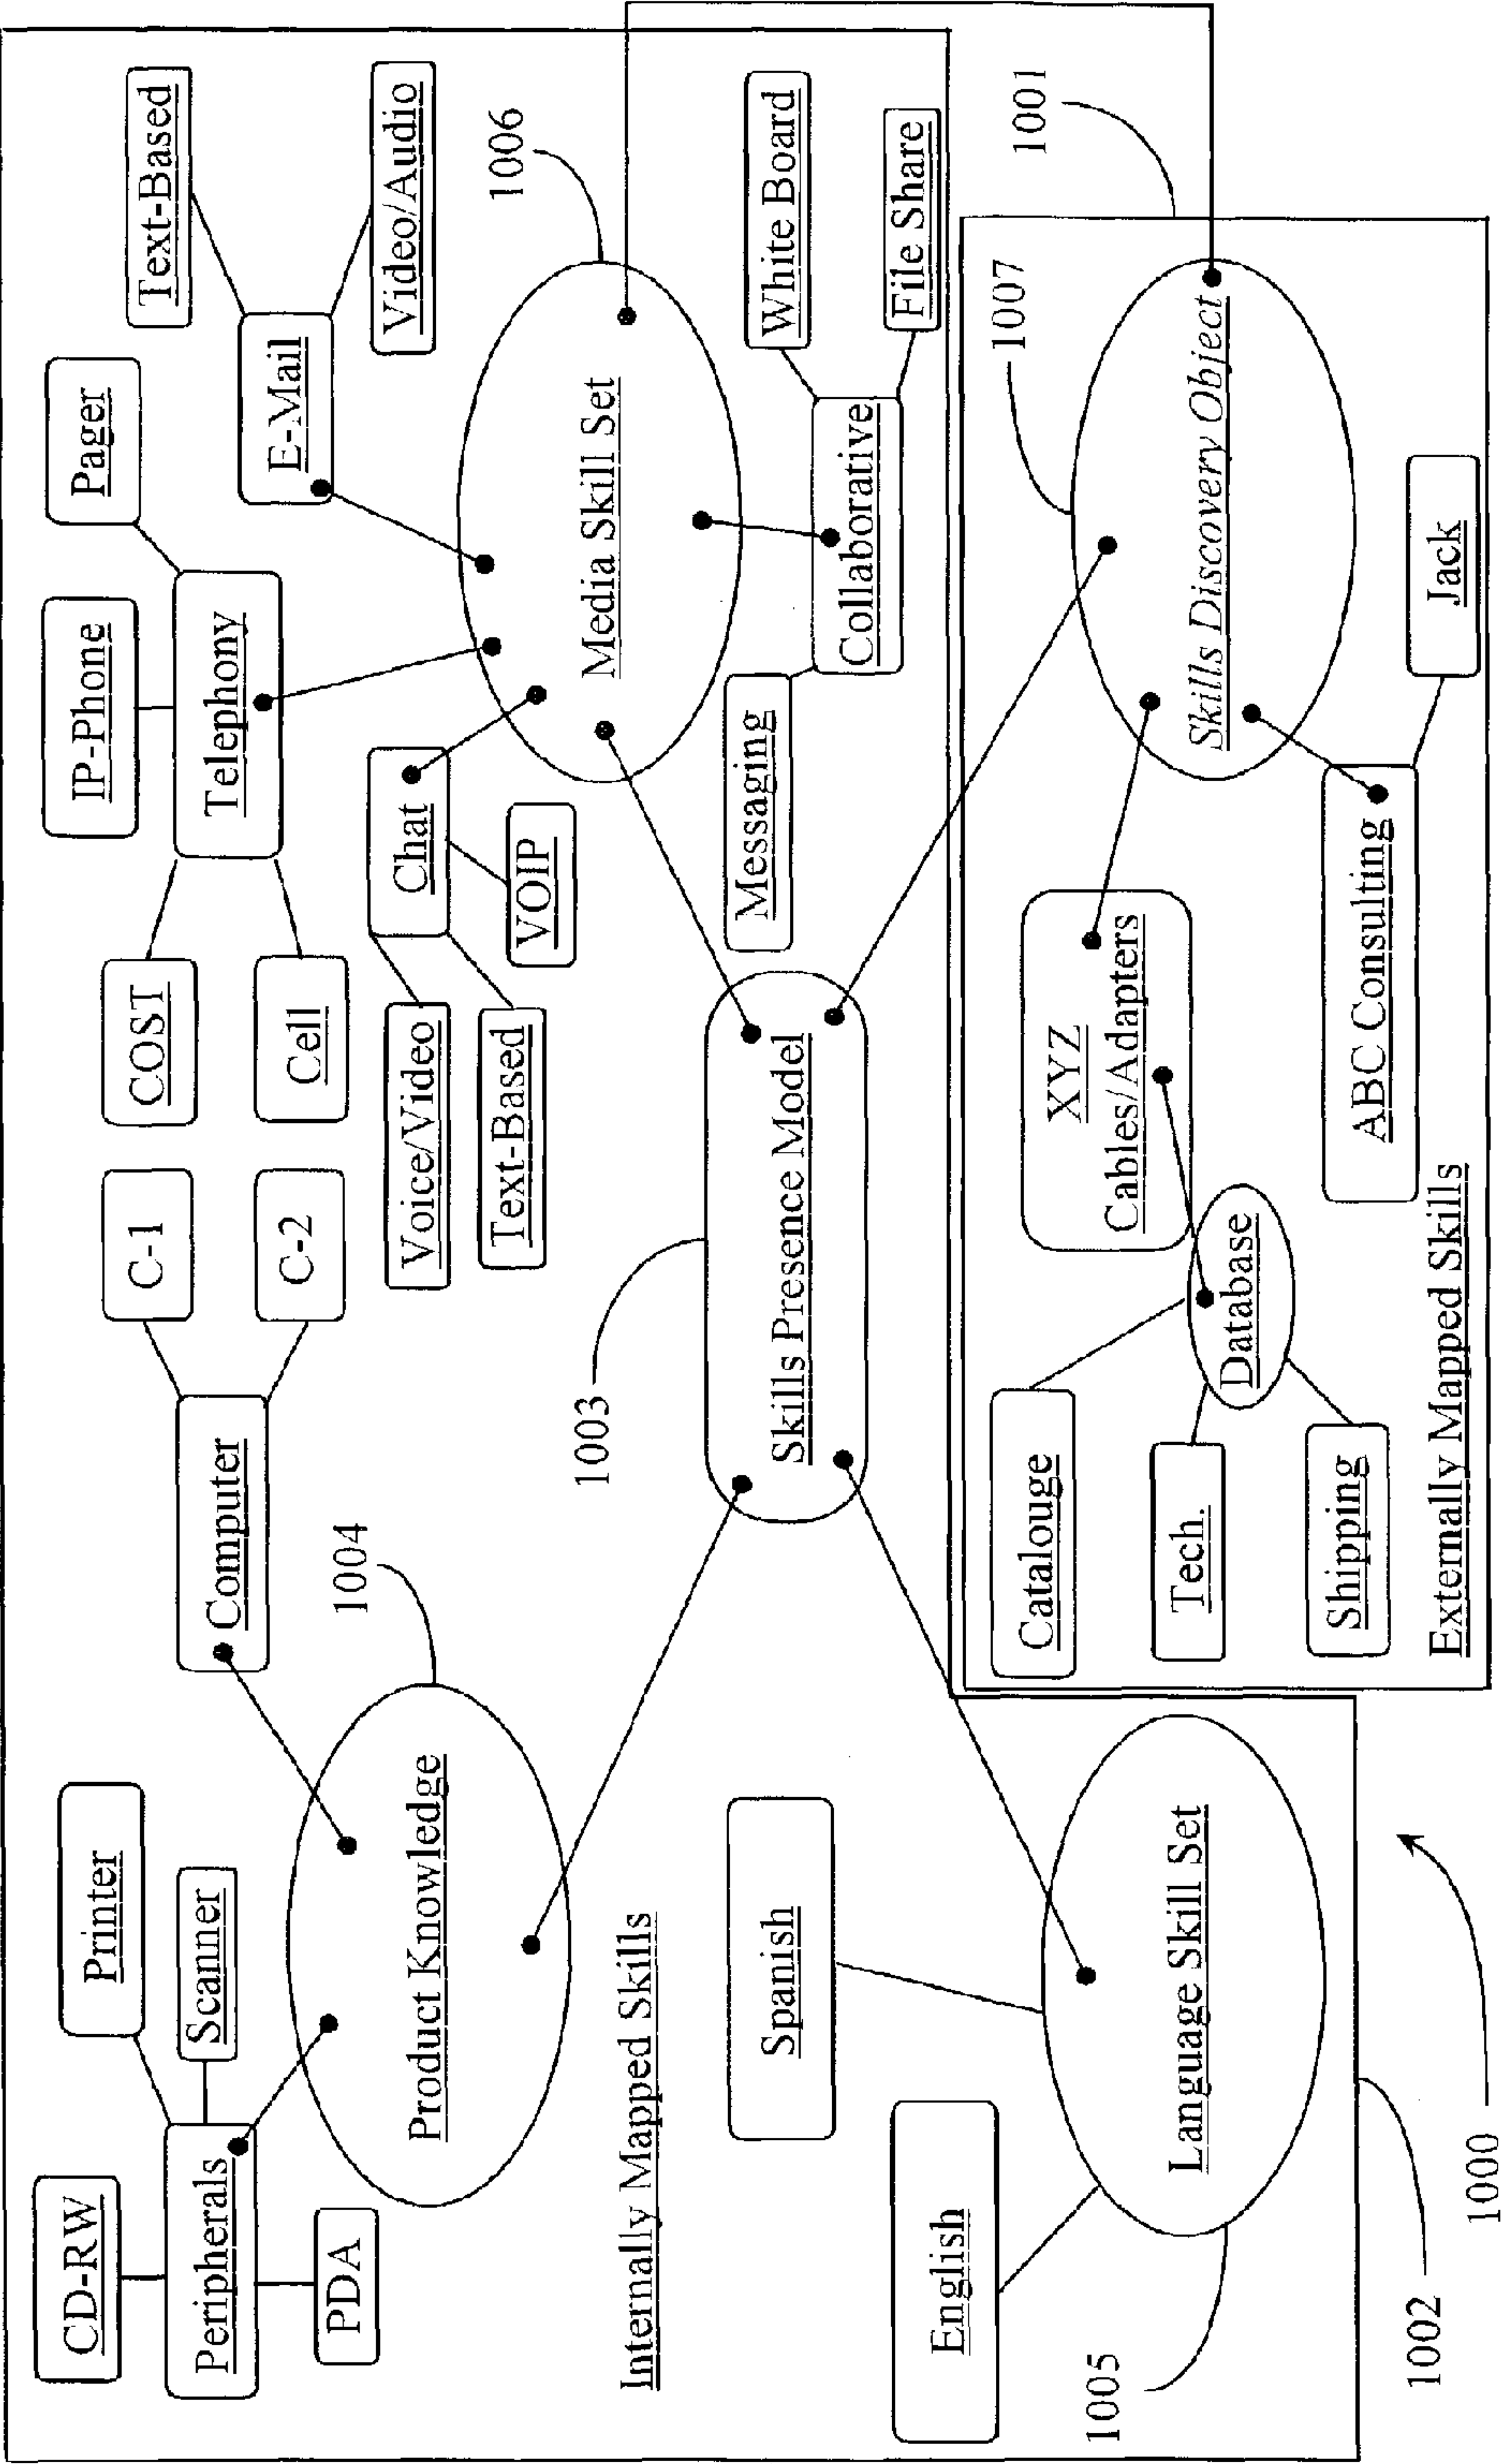 CD-RW
Printer
Peripherals
Scanner
PDA
Computer
C-1
C-2
COST
Cell
IP-Phone
Telephony
Pager
E-Mail
Text-Based
Video/Audio
1004
Product Knowledge
Internally Mapped Skills
Voice/Video
Text-Based
Chat
VOIP
1006
Media Skill Set
1003
Skills Presence Model
Messaging
Collaborative
White Board
File Share
Spanish
English
1005
Language Skill Set
1002
1000
1001
1007
Skills Discovery Object
XYZ
Cables/Adapters
Database
Catalouge
Tech.
Shipping
ABC Consulting
Jack
Externally Mapped Skills